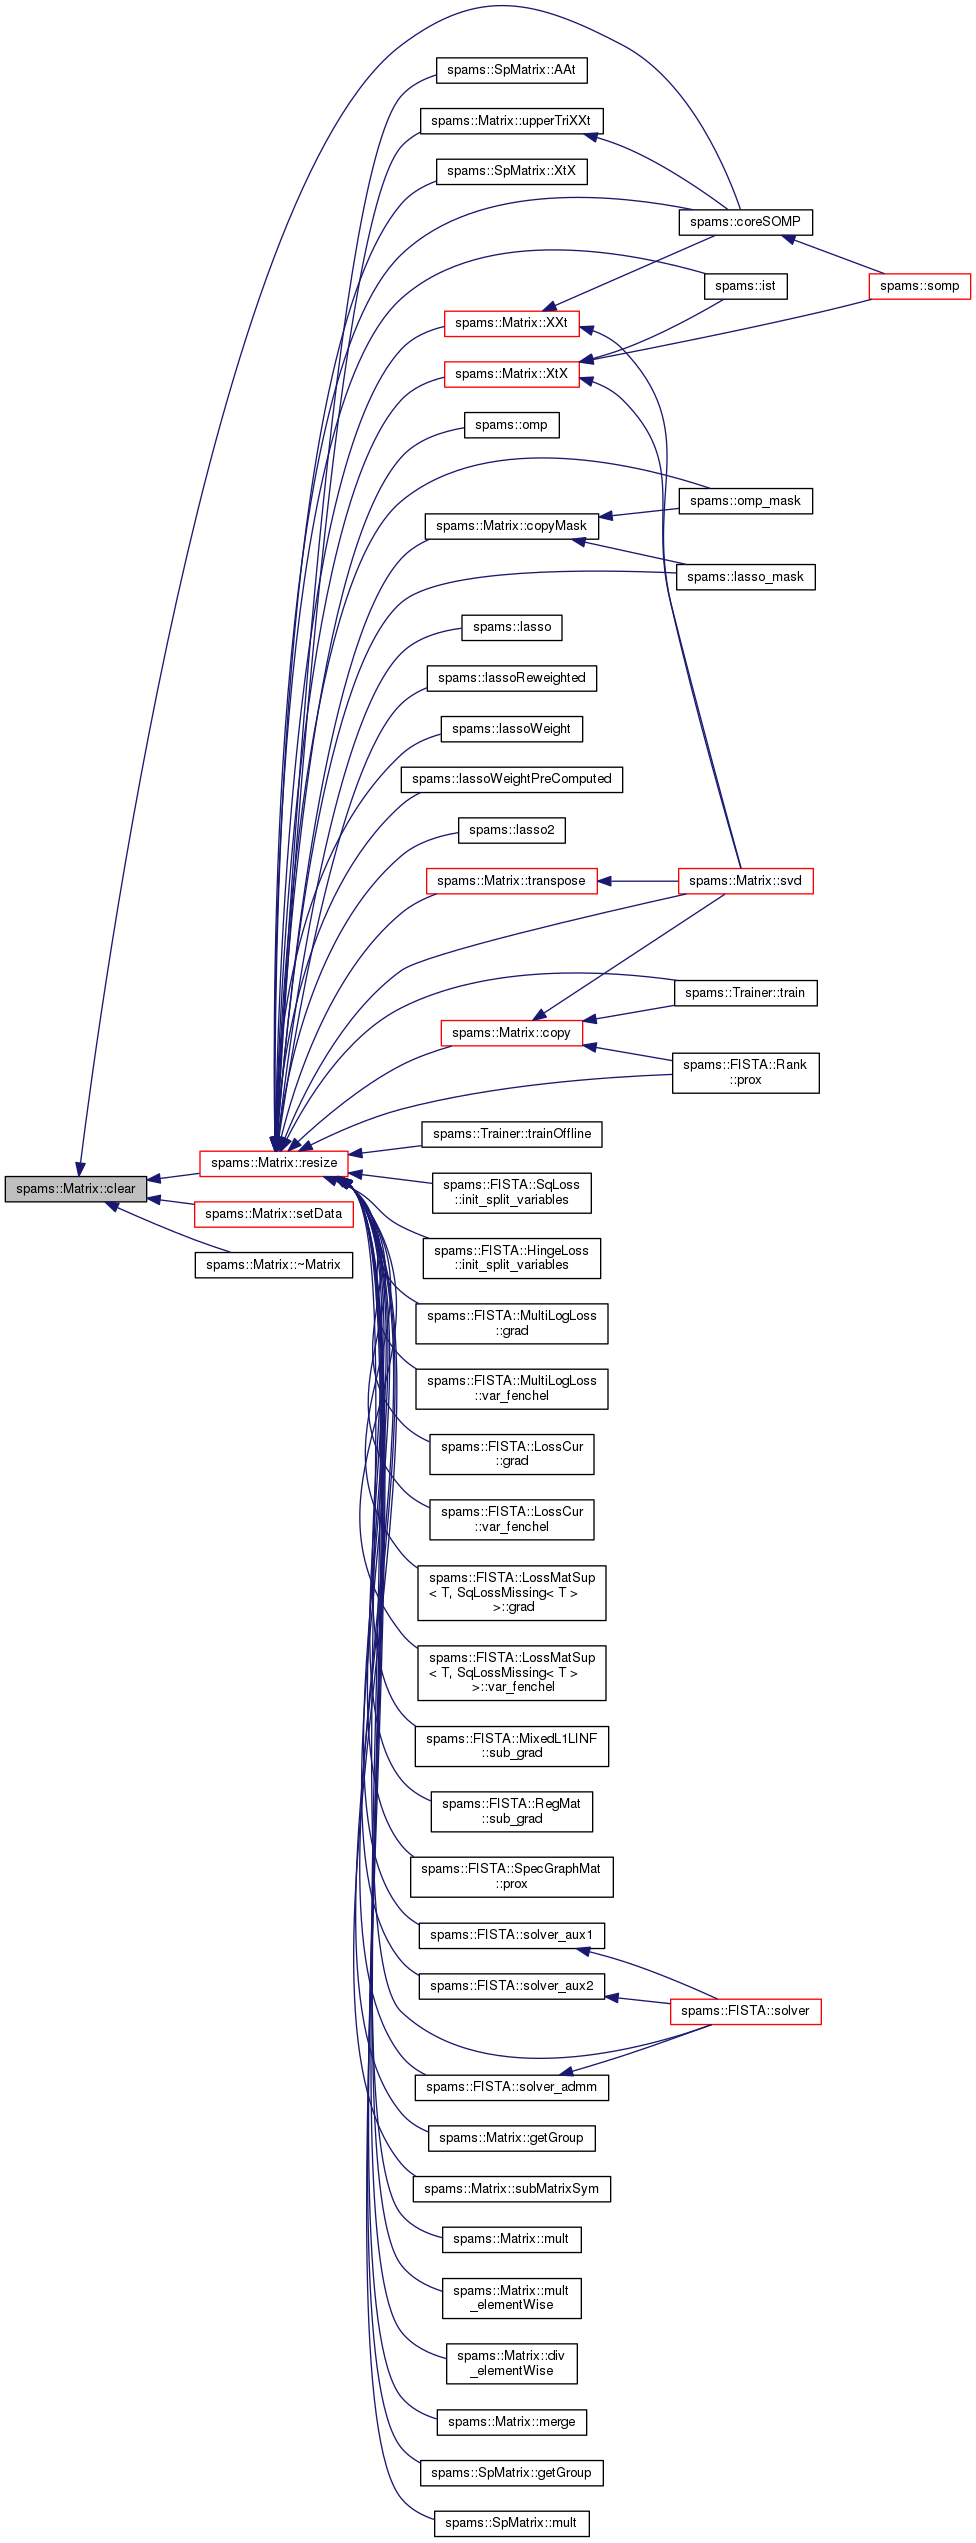 spams::SpMatrix::AAt
spams::Matrix::upperTriXXt
spams::SpMatrix::XtX
spams::coreSOMP
spams::ist
spams::somp
spams::Matrix::XXt
spams::Matrix::XtX
spams::omp
spams::omp_mask
spams::Matrix::copyMask
spams::lasso_mask
spams::lasso
spams::lassoReweighted
spams::lassoWeight
spams::lassoWeightPreComputed
spams::lasso2
spams::Matrix::transpose
spams::Matrix::svd
spams::Trainer::train
spams::Matrix::copy
spams::FISTA::Rank
::prox
spams::Trainer::trainOffline
spams::Matrix::resize
spams::Matrix::clear
spams::FISTA::SqLoss
::init_split_variables
spams::Matrix::setData
spams::FISTA::HingeLoss
::init_split_variables
spams::Matrix::~Matrix
spams::FISTA::MultiLogLoss
::grad
spams::FISTA::MultiLogLoss
::var_fenchel
spams::FISTA::LossCur
::grad
spams::FISTA::LossCur
::var_fenchel
spams::FISTA::LossMatSup
< T, SqLossMissing< T >
>::grad
spams::FISTA::LossMatSup
< T, SqLossMissing< T >
>::var_fenchel
spams::FISTA::MixedL1LINF
::sub_grad
spams::FISTA::RegMat
::sub_grad
spams::FISTA::SpecGraphMat
::prox
spams::FISTA::solver_aux1
spams::FISTA::solver_aux2
spams::FISTA::solver
spams::FISTA::solver_admm
spams::Matrix::getGroup
spams::Matrix::subMatrixSym
spams::Matrix::mult
spams::Matrix::mult
_elementWise
spams::Matrix::div
_elementWise
spams::Matrix::merge
spams::SpMatrix::getGroup
spams::SpMatrix::mult